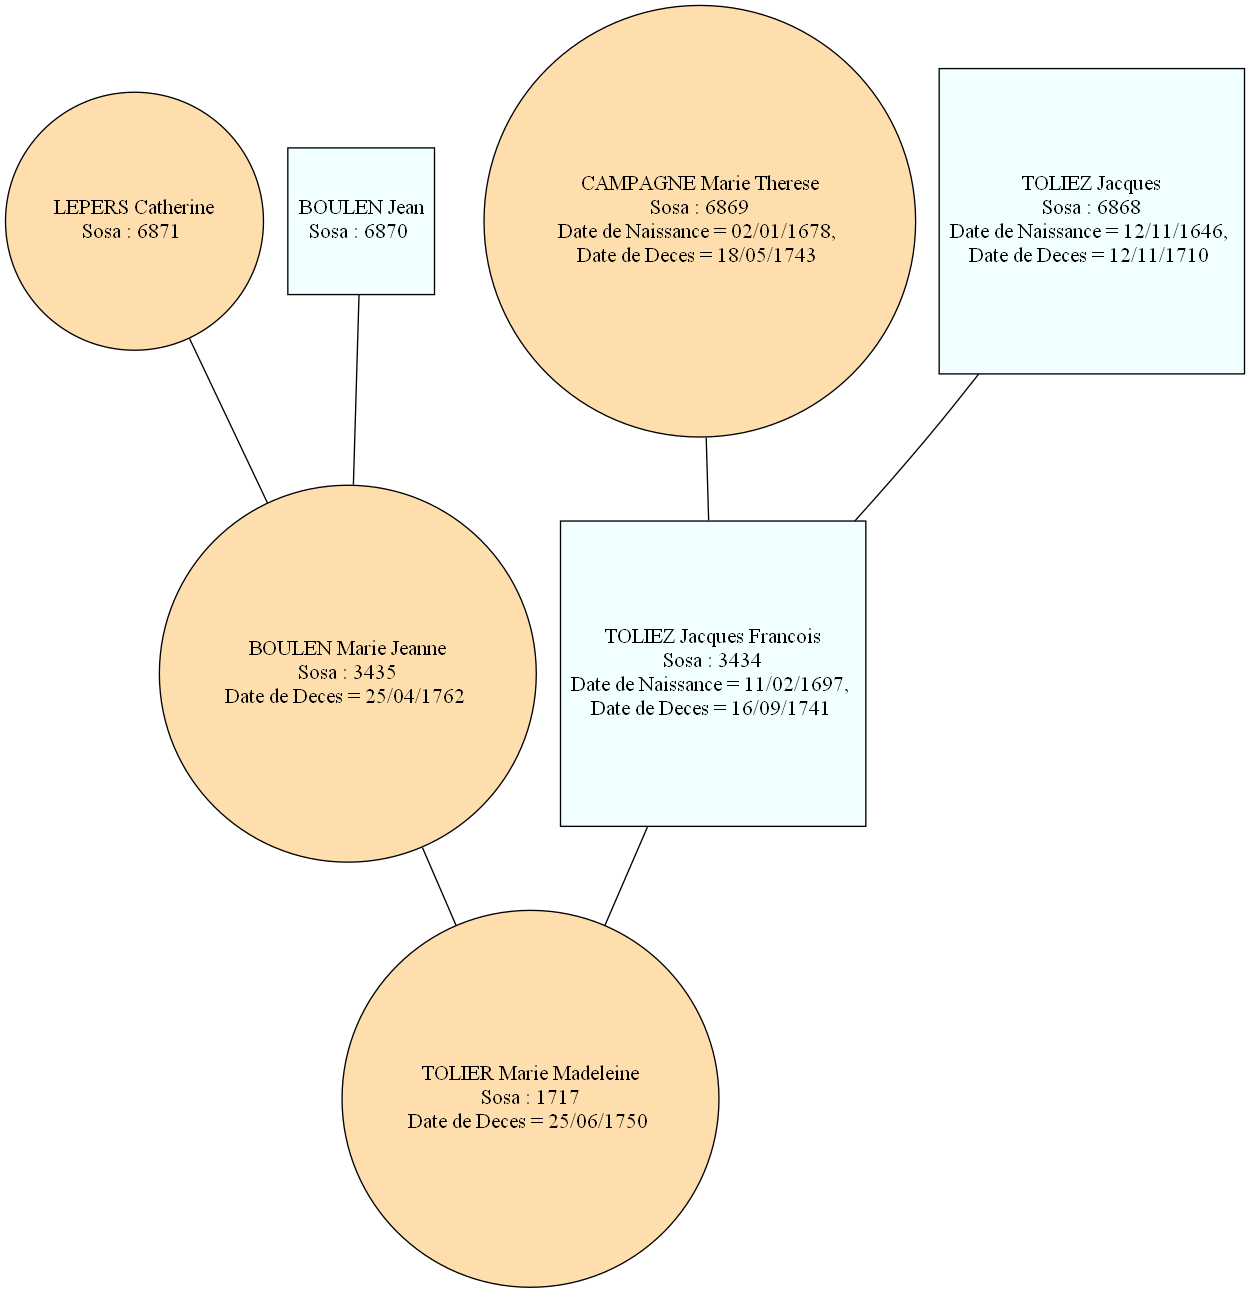 LEPERS Catherine
Sosa : 6871
BOULEN Jean
Sosa : 6870
CAMPAGNE Marie Therese
Sosa : 6869
Date de Naissance = 02/01/1678,
Date de Deces = 18/05/1743
TOLIEZ Jacques
Sosa : 6868
Date de Naissance = 12/11/1646,
Date de Deces = 12/11/1710
BOULEN Marie Jeanne
Sosa : 3435
Date de Deces = 25/04/1762
TOLIEZ Jacques Francois
Sosa : 3434
Date de Naissance = 11/02/1697,
Date de Deces = 16/09/1741
TOLIER Marie Madeleine
Sosa : 1717
Date de Deces = 25/06/1750